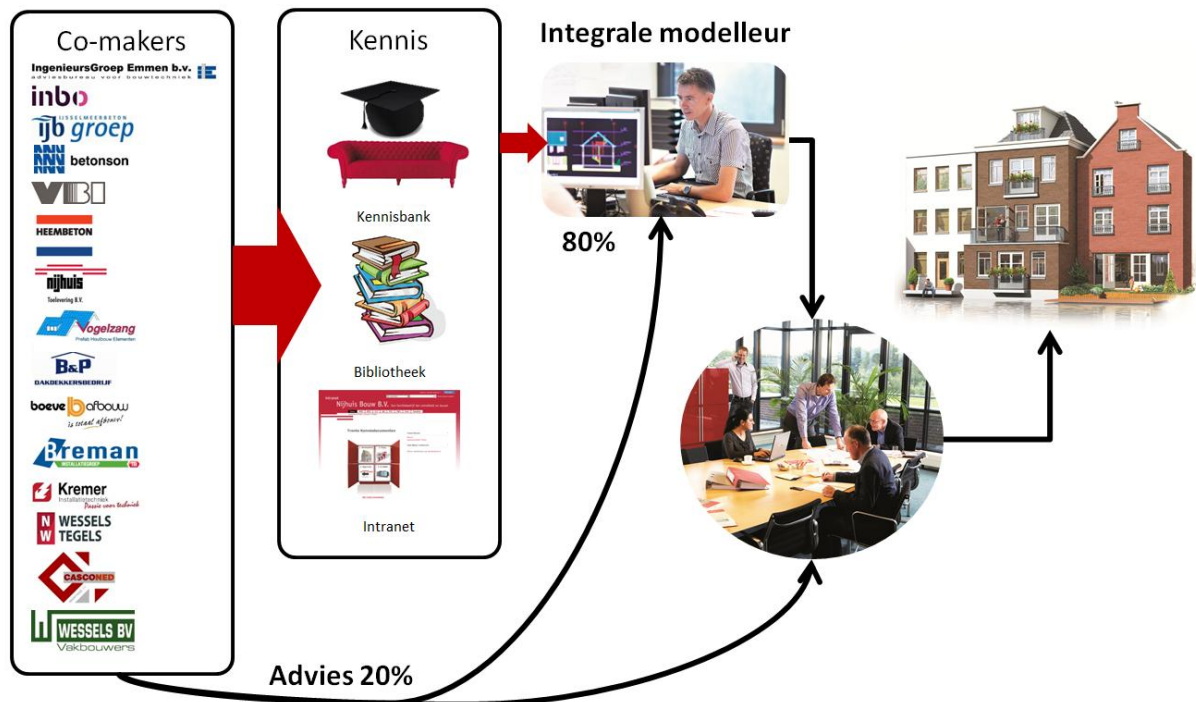 Co-makers
IngenieursGroep Emmen b.v.
adviesbureau voor bouwtechniek
inbo
IJSSELMEERBETON
ijb groep
betonson
VBI
HEEMBETON
nijhuis
Toelevering B.V.
Vogelzang
Prefab Houtbouw Elementen
B&P
DAKDEKKERSBEDRIJF
boeve afbouw
is totaal afbouw!
Breman
INSTALLATIEGROEP
Kremer
Installatietechniek
Passie voor techniek
NW WESSELS
TEGELS
CASCONED
WESSELS BV
Vakbouwers
Kennis
Kennisbank
Bibliotheek
Nijhuis Bouw B.V.
Intranet
Integrale modelleur
80%
Advies 20%